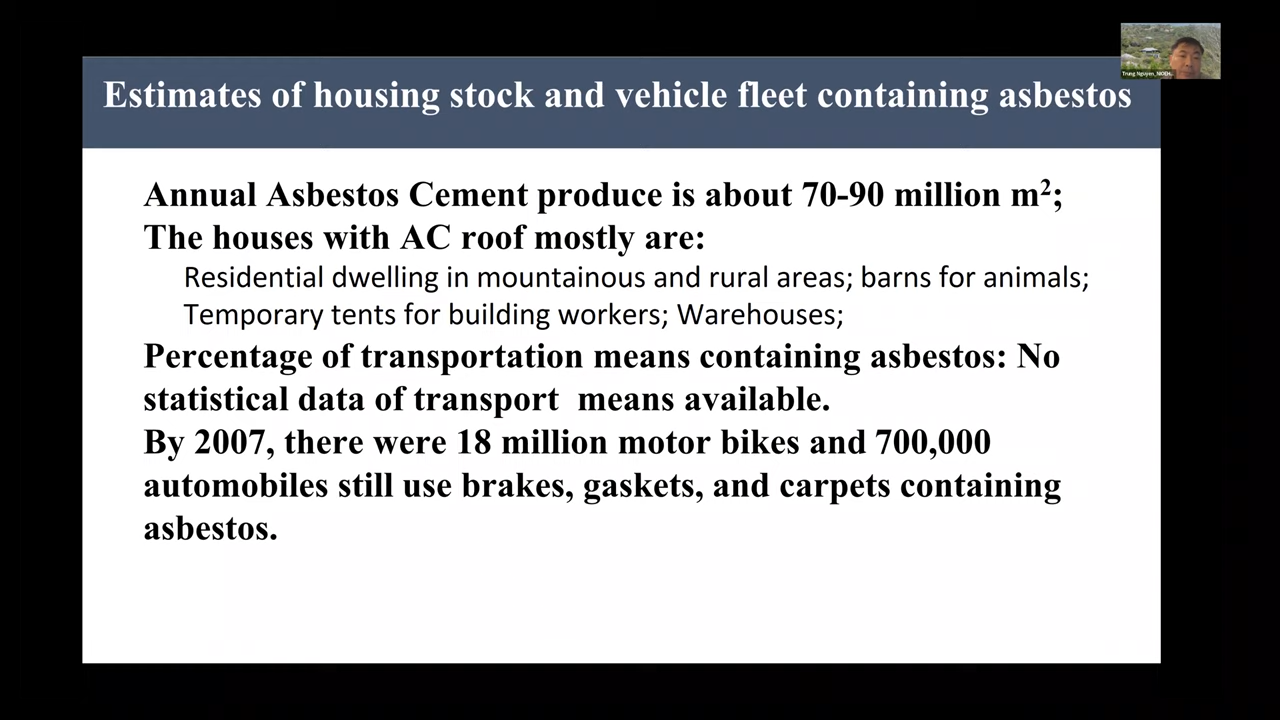 Estimates of housing stock and vehicle fleet containing asbestos
Annual Asbestos Cement produce is about 70-90 million m²;
The houses with AC roof mostly are:
Residential dwelling in mountainous and rural areas; barns for animals;
Temporary tents for building workers; Warehouses;
Percentage of transportation means containing asbestos: No
statistical data of transport means available.
By 2007, there were 18 million motor bikes and 700,000
automobiles still use brakes, gaskets, and carpets containing
asbestos.
Trung Nguyen_